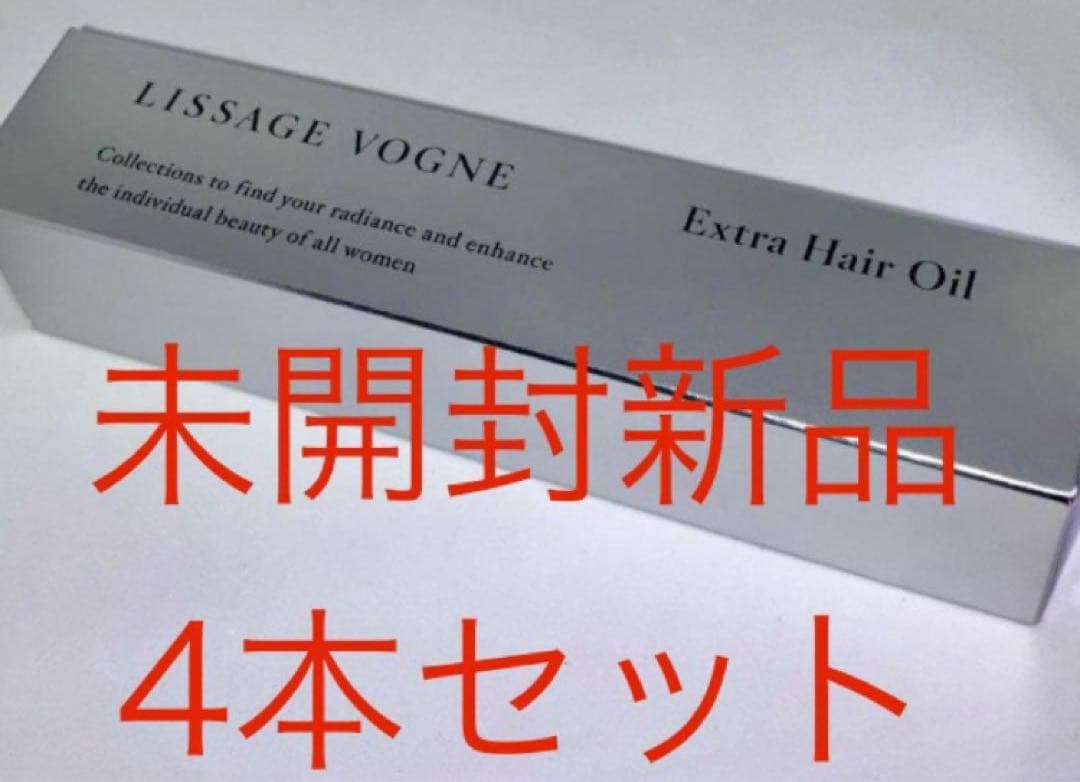 LISSAGE VOGNE
Collections to find your radiance and enhance
the individual beauty of all women
Extra Hair Oil
未開封新品
4本セット